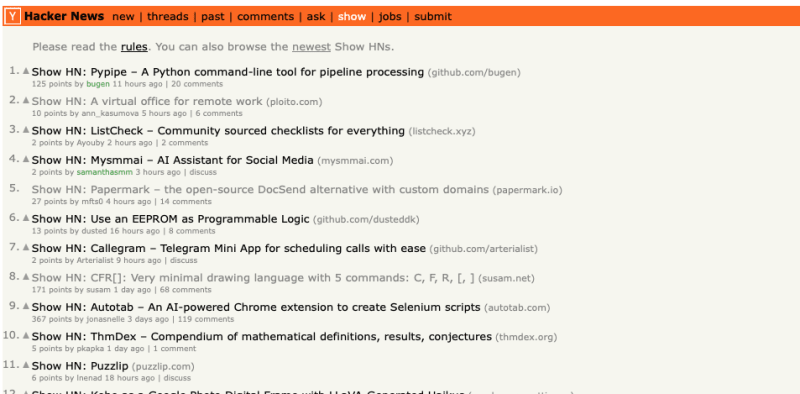 Y Hacker News new | threads | past | comments | ask | show | jobs | submit
Please read the rules. You can also browse the newest Show HNs.
1. Show HN: Pypipe – A Python command-line tool for pipeline processing (github.com/bugen)
125 points by bugen 11 hours ago | 20 comments
2. Show HN: A virtual office for remote work (ploito.com)
10 points by ann_kasumova 5 hours ago | 6 comments
3. Show HN: ListCheck – Community sourced checklists for everything (listcheck.xyz)
2 points by Ayouby 2 hours ago | 2 comments
4. Show HN: Mysmmai – AI Assistant for Social Media (mysmmai.com)
2 points by samanthasmm 3 hours ago | discuss
5. Show HN: Papermark – the open-source DocSend alternative with custom domains (papermark.io)
27 points by mfts0 4 hours ago | 14 comments
6. Show HN: Use an EEPROM as Programmable Logic (github.com/dusteddk)
13 points by dusted 16 hours ago | 8 comments
7. Show HN: Callegram – Telegram Mini App for scheduling calls with ease (github.com/arterialist)
2 points by Arterialist 9 hours ago | discuss
8. Show HN: CFR[]: Very minimal drawing language with 5 commands: C, F, R, [, ] (susam.net)
171 points by susam 1 day ago | 68 comments
9. Show HN: Autotab – An AI-powered Chrome extension to create Selenium scripts (autotab.com)
367 points by jonasnelle 3 days ago | 119 comments
10. Show HN: ThmDex – Compendium of mathematical definitions, results, conjectures (thmdex.org)
5 points by pkapka 1 day ago | 1 comment
11. Show HN: Puzzlip (puzzlip.com)
6 points by Inenad 18 hours ago | discuss
12. Show HN: Kobo as a Google Photo Digital Frame with LLaVA Generated Haikus